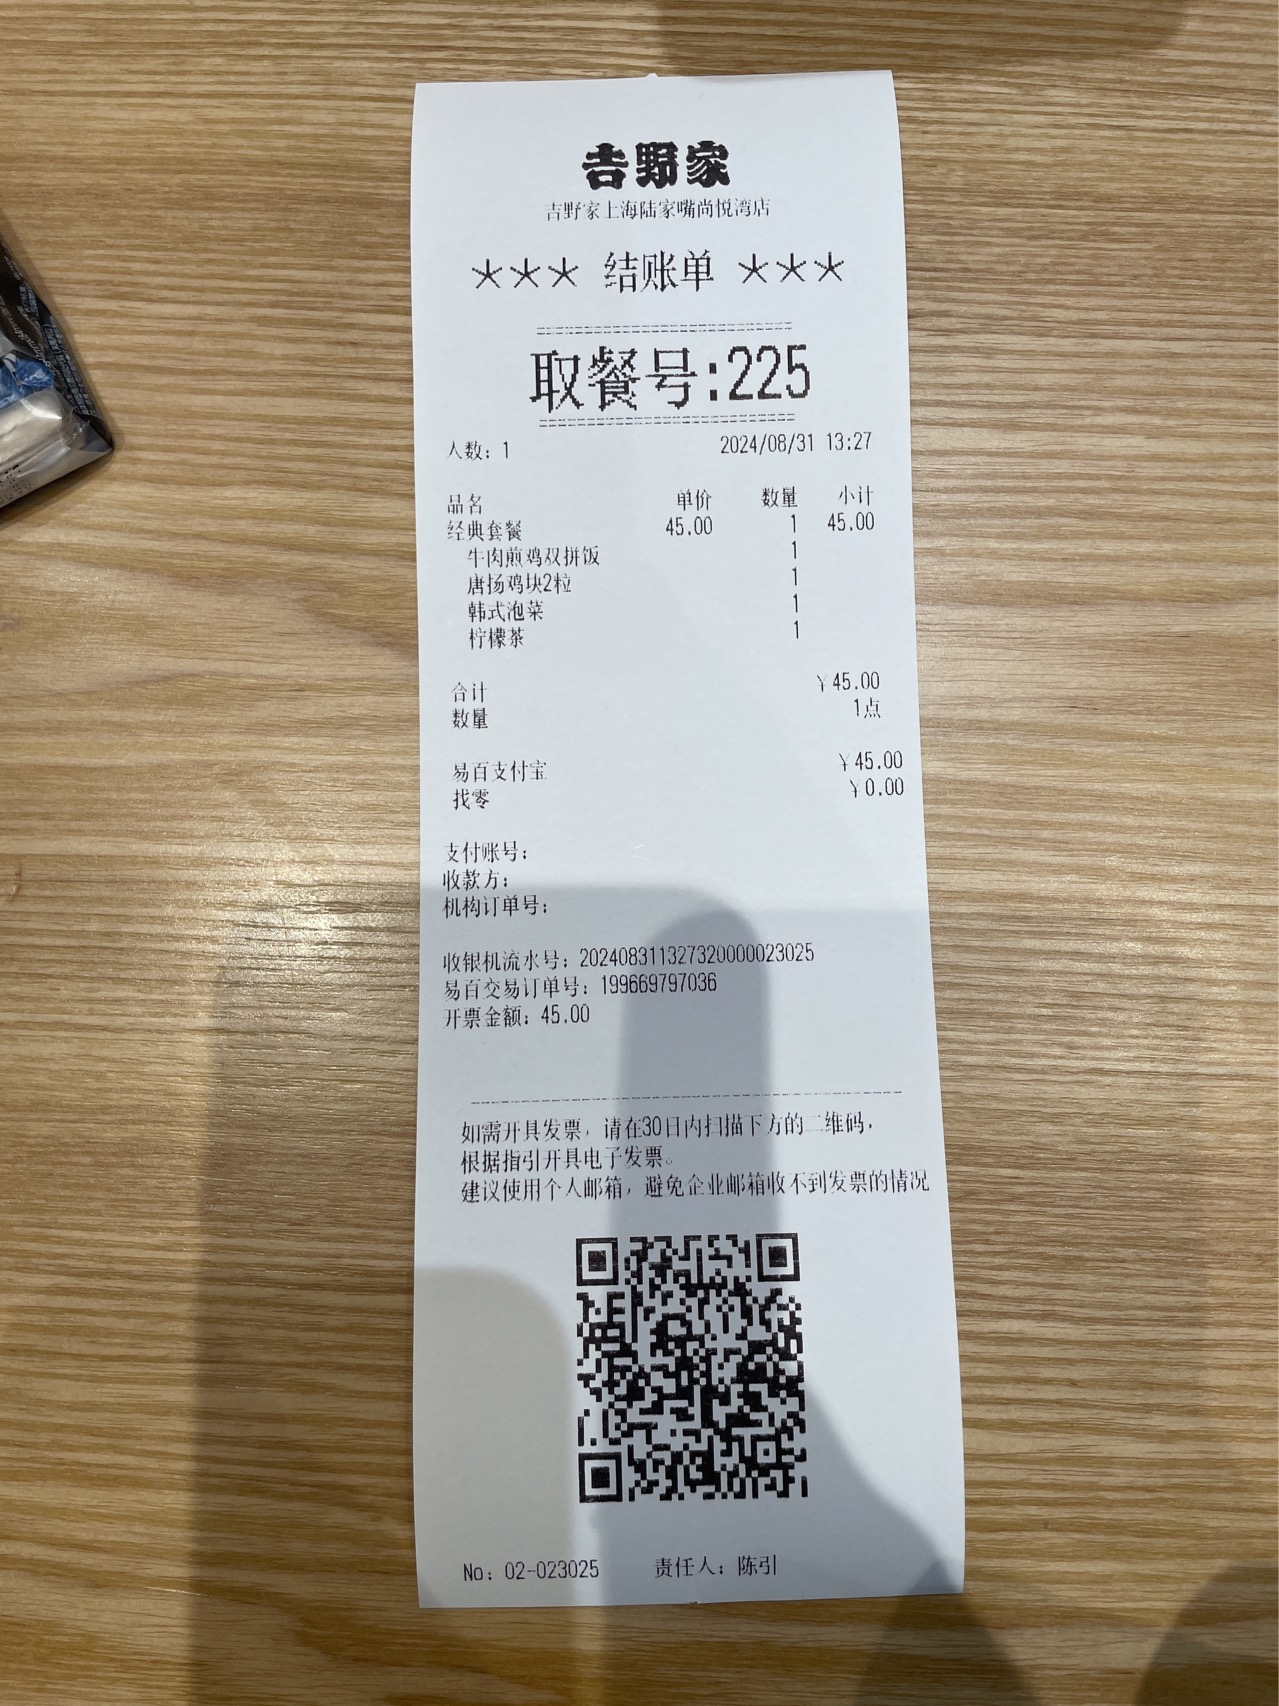 吉野家
吉野家上海陆家嘴尚悦湾店
*** 结账单 ***
取餐号:225
人数: 1 2024/08/31 13:27
品名 单价 数量 小计
经典套餐 45.00 1 45.00
牛肉煎鸡双拼饭 1
唐扬鸡块2粒 1
韩式泡菜 1
柠檬茶 1
合计 ¥45.00
数量 1点
易百支付宝 ¥45.00
找零 ¥0.00
支付账号:
收款方:
机构订单号:
收银机流水号: 2024083113273200000​23025
易百交易订单号: 199669797036
开票金额: 45.00
如需开具发票, 请在30日内扫描下方的二维码,
根据指引开具电子发票。
建议使用个人邮箱, 避免企业邮箱收不到发票的情况
No: 02-023025 责任人: 陈引